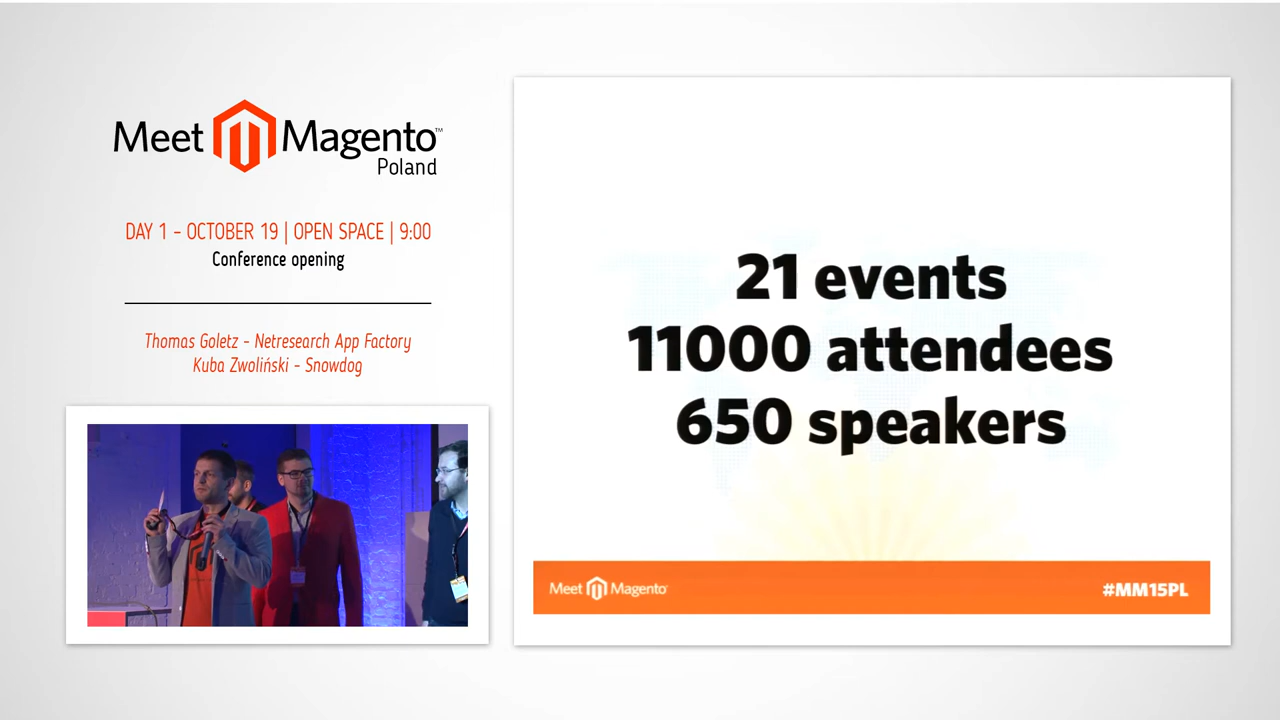 Meet Magento™
Poland
DAY 1 – OCTOBER 19 | OPEN SPACE | 9:00
Conference opening
Thomas Goletz - Netresearch App Factory
Kuba Zwoliński - Snowdog
21 events
11000 attendees
650 speakers
Meet Magento
#MM15PL